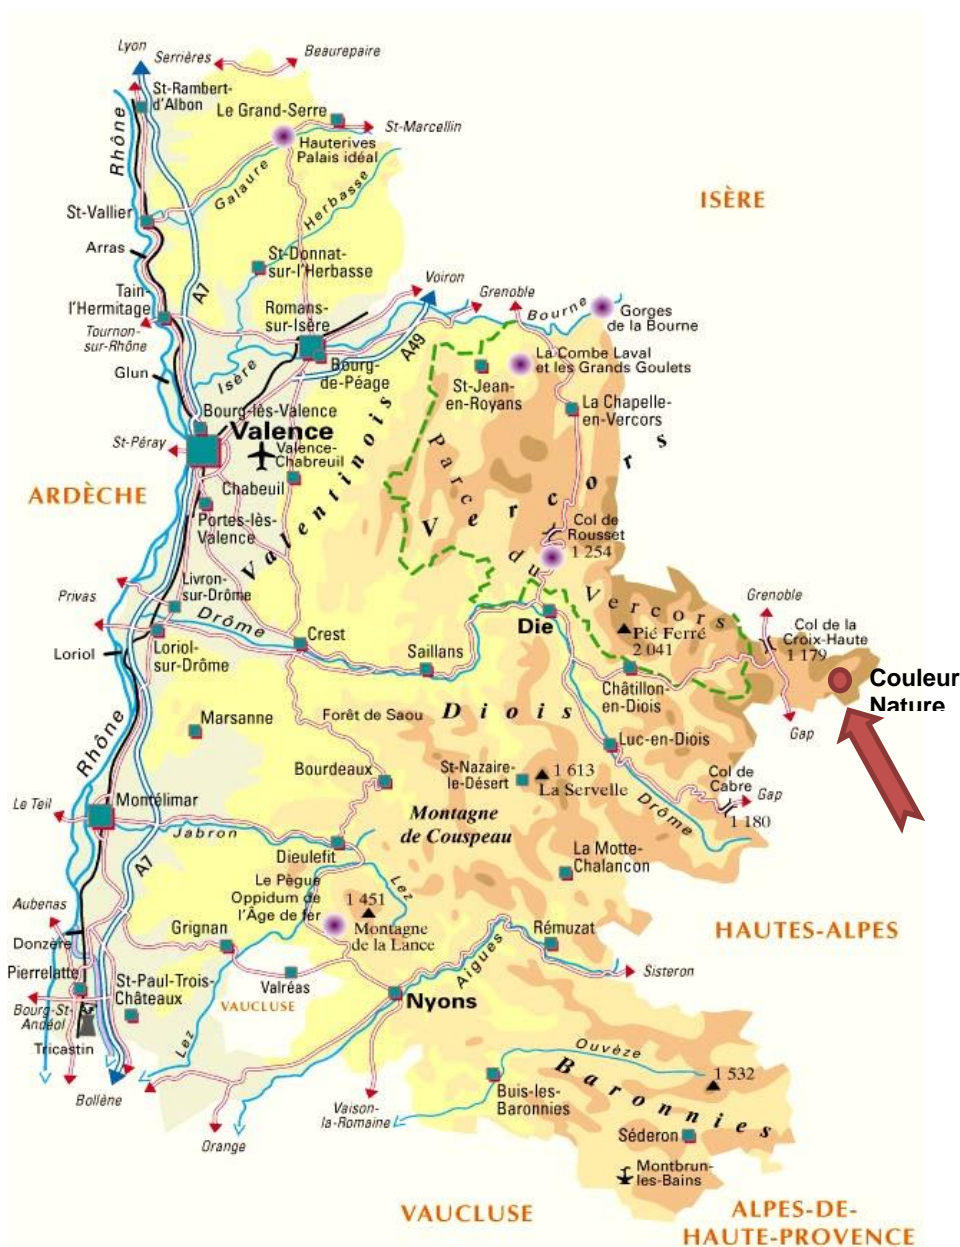 Lyon
Serrières
Beaurepaire
St-Rambert-
d'Albon
Le Grand-Serre
St-Marcellin
Rhône
Hauterives
Palais idéal
Galaure
Herbasse
ISÈRE
St-Vallier
Arras
St-Donnat-
sur-l'Herbasse
A7
Voiron
Tain-
l'Hermitage
Romans-
sur-Isère
Grenoble
Bourne
Gorges
de la Bourne
Tournon-
sur-Rhône
A49
La Combe Laval
et les Grands Goulets
Glun
Isère
Bourg-
de-Péage
St-Jean-
en-Royans
Bourg-lès-Valence
La Chapelle-
en-Vercors
Valence
St-Péray
Valence-
Chabreuil
Parc
du
Vercors
Vercors
ARDÈCHE
Chabeuil
Valentinois
Portes-lès-
Valence
Col de
Rousset
1 254
Privas
Livron-
sur-Drôme
Drôme
Grenoble
Col de la
Croix-Haute
1 179
Die
Pié Ferré
2 041
Crest
Loriol
Loriol-
sur-Drôme
Saillans
Châtillon-
en-Diois
Couleur
Nature
Marsanne
Forêt de Saou
Diois
Gap
Rhône
Luc-en-Diois
Bourdeaux
St-Nazaire-
le-Désert
1 613
La Servelle
Col de
Cabre
Gap
1 180
Le Teil
Montélimar
Montagne
de Couspeau
Drôme
Jabron
Dieulefit
La Motte-
Chalancon
A7
Le Pègue
Oppidum de
l'Âge de fer
Lez
1 451
Montagne
de la Lance
Aubenas
Donzère
Grignan
Rémuzat
HAUTES-ALPES
Pierrelatte
St-Paul-Trois-
Châteaux
Valréas
Aigues
Sisteron
VAUCLUSE
Nyons
Bourg-St-
Andéol
Tricastin
Lez
Ouvèze
Baronnies
1 532
Bollène
Buis-les-
Baronnies
Vaison-
la-Romaine
Orange
Séderon
Montbrun-
les-Bains
VAUCLUSE
ALPES-DE-
HAUTE-PROVENCE